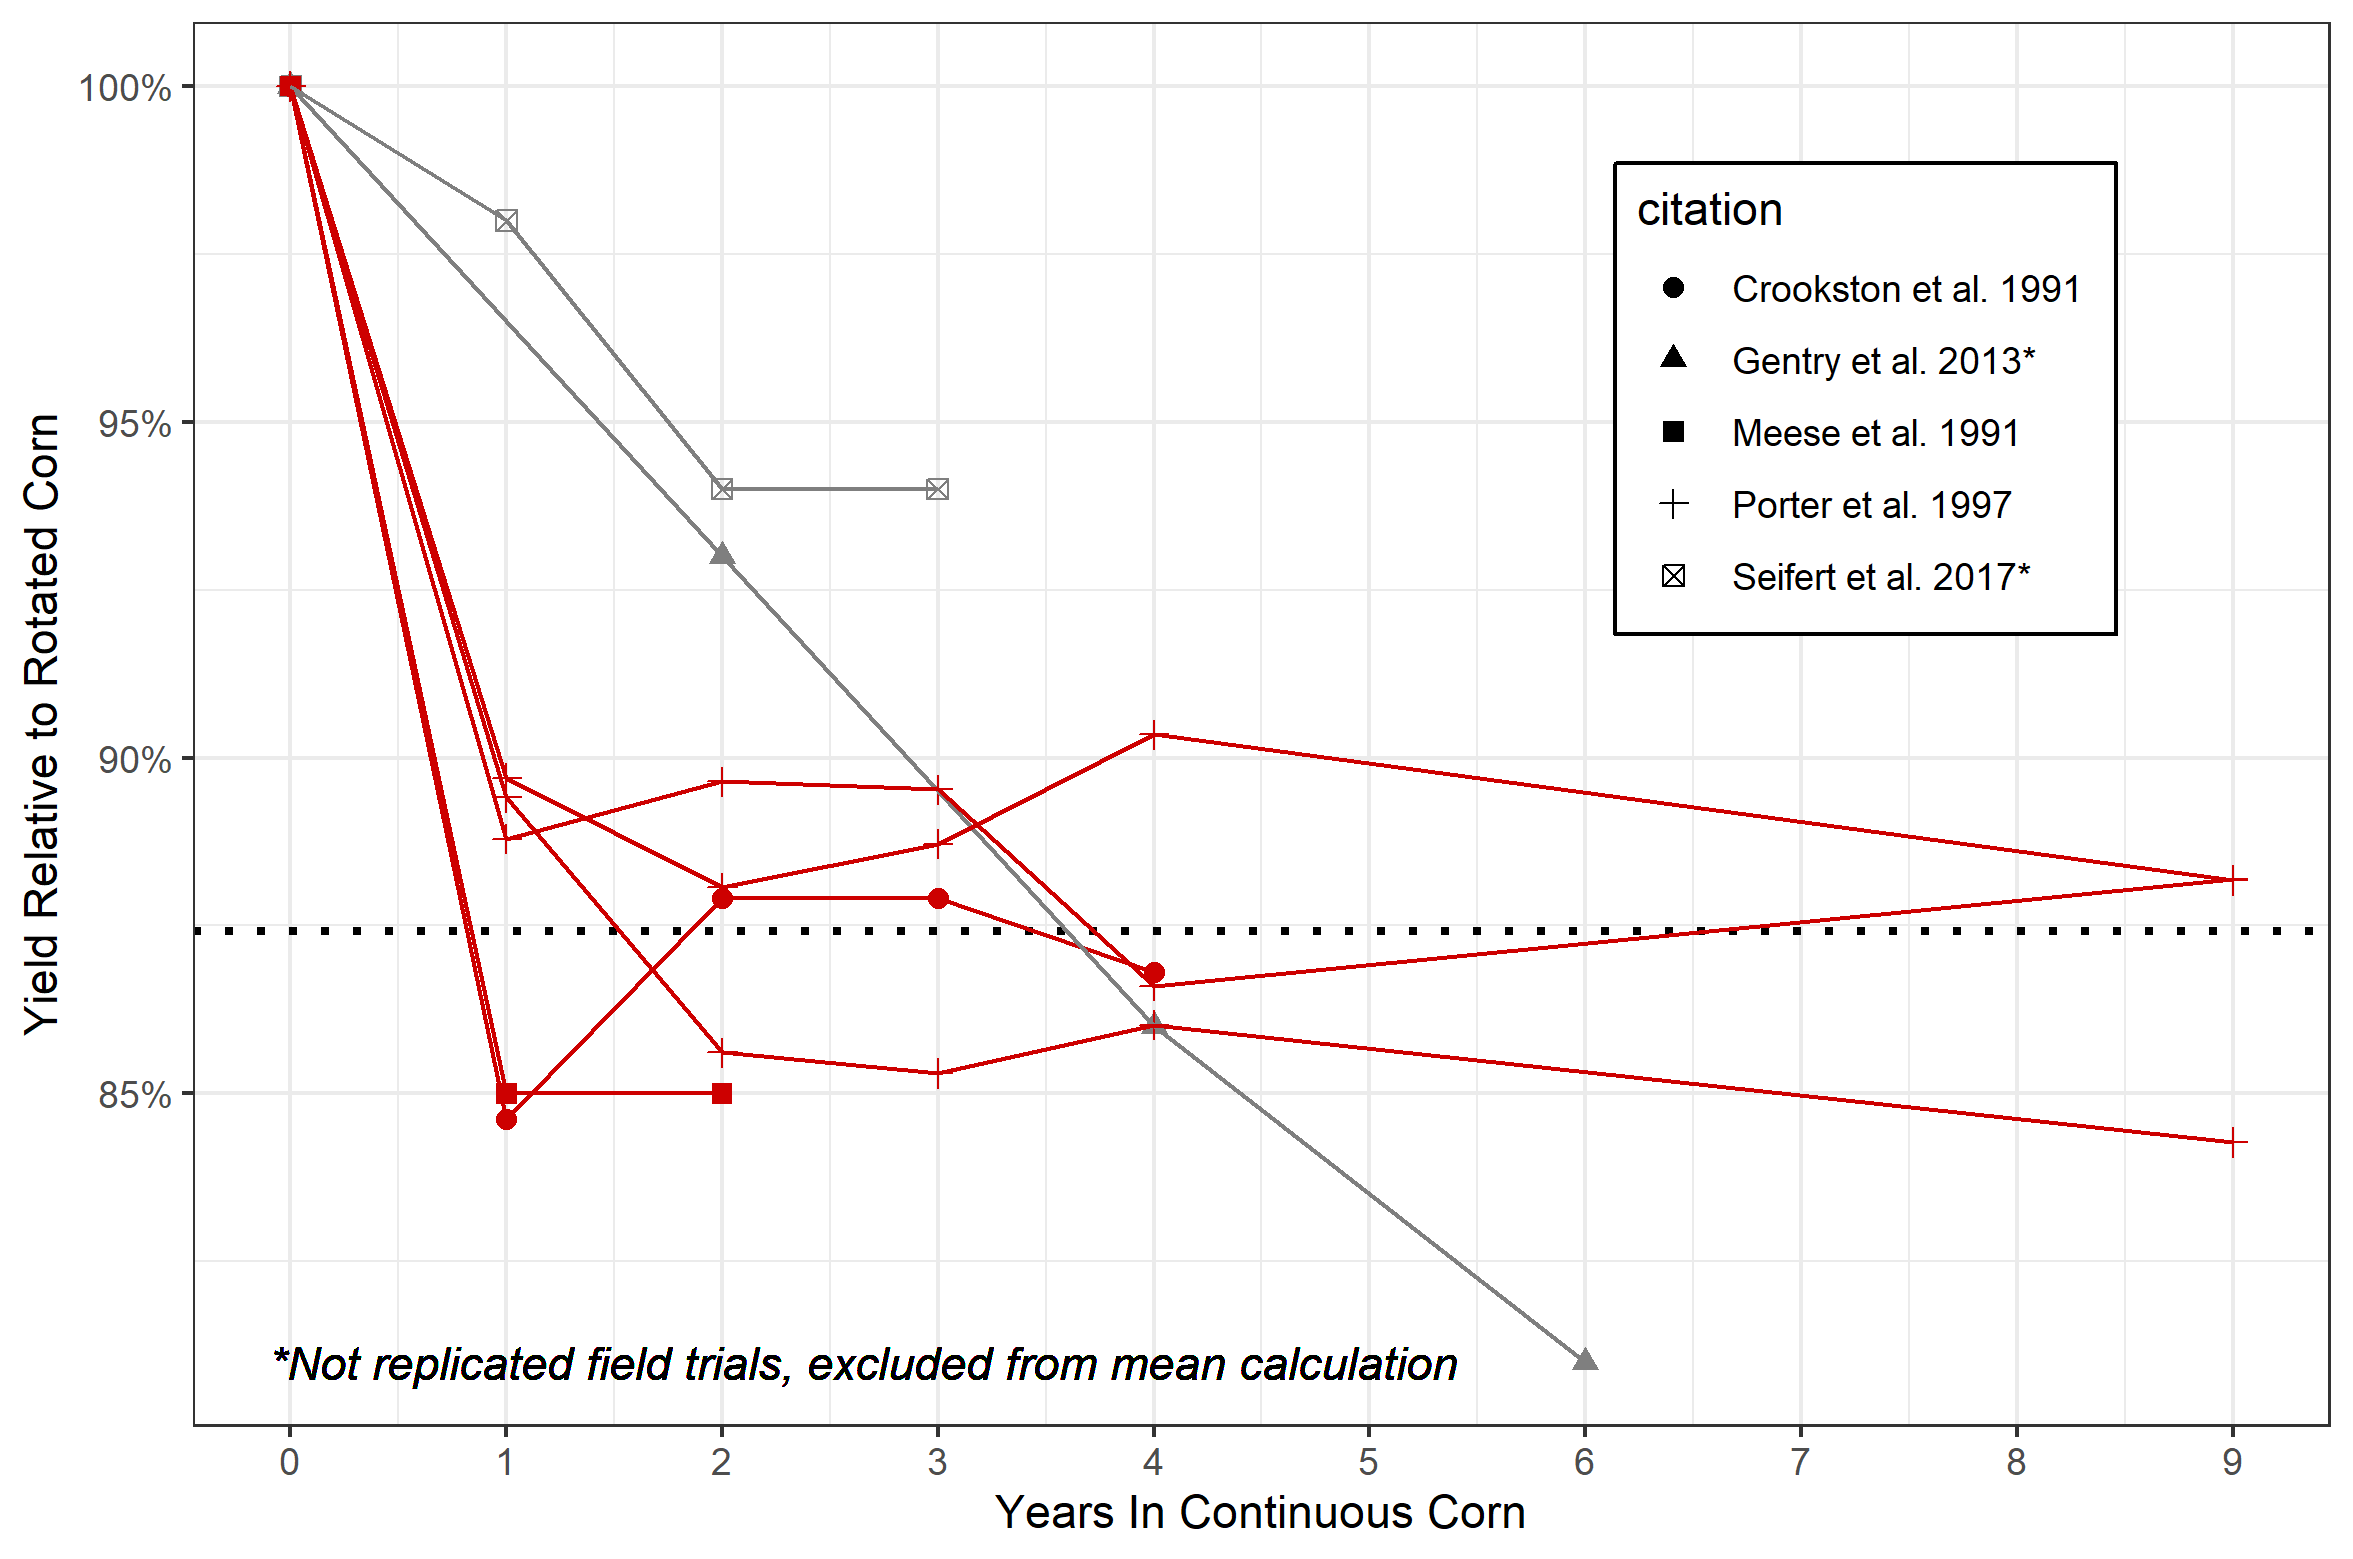 Yield Relative to Rotated Corn
100%
95%
90%
85%
citation
Crookston et al. 1991
Gentry et al. 2013*
Meese et al. 1991
Porter et al. 1997
Seifert et al. 2017*
*Not replicated field trials, excluded from mean calculation
0 1 2 3 4 5 6 7 8 9
Years In Continuous Corn